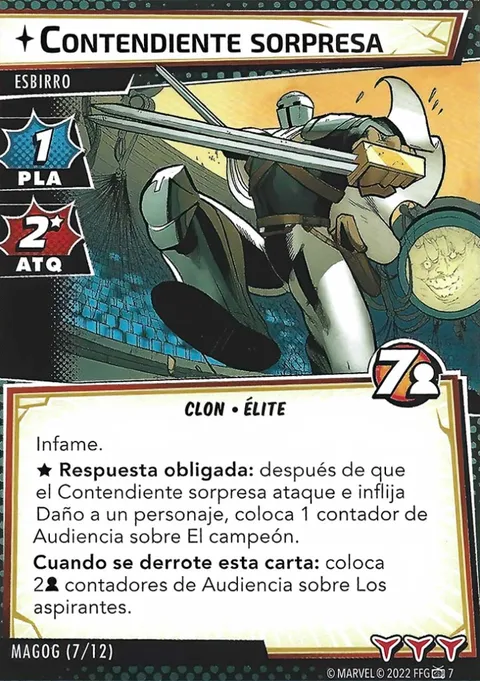 CONTENDIENTE SORPRESA
ESBIRRO
1
PLA
2★
ATQ
7
CLON • ÉLITE
Infame.
★ Respuesta obligada: después de que
el Contendiente sorpresa ataque e inflija
Daño a un personaje, coloca 1 contador de
Audiencia sobre El campeón.
Cuando se derrote esta carta: coloca
2 contadores de Audiencia sobre Los
aspirantes.
MAGOG (7/12)
© MARVEL © 2022 FFG 7